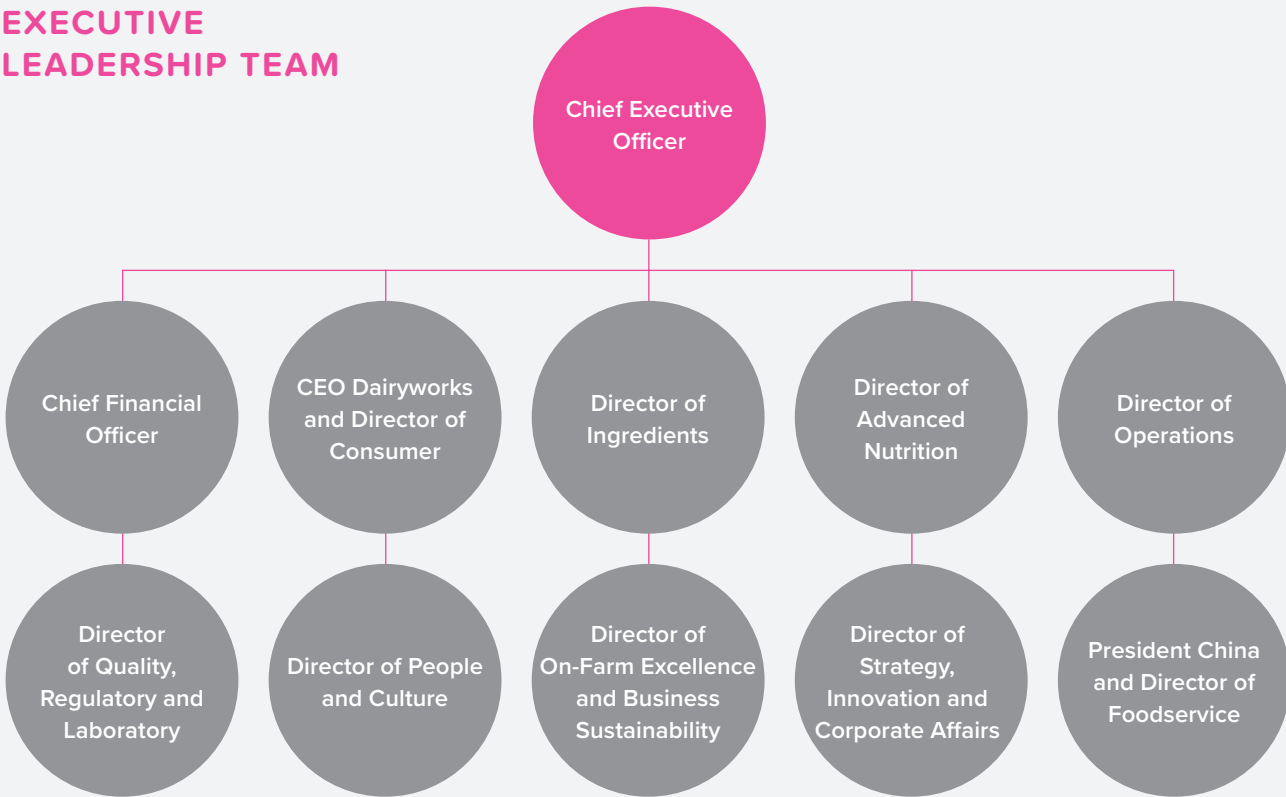 EXECUTIVE
LEADERSHIP TEAM
Chief Executive
Officer
Chief Financial
Officer
CEO Dairyworks
and Director of
Consumer
Director of
Ingredients
Director of
Advanced
Nutrition
Director of
Operations
Director
of Quality,
Regulatory and
Laboratory
Director of People
and Culture
Director of
On-Farm Excellence
and Business
Sustainability
Director of
Strategy,
Innovation and
Corporate Affairs
President China
and Director of
Foodservice